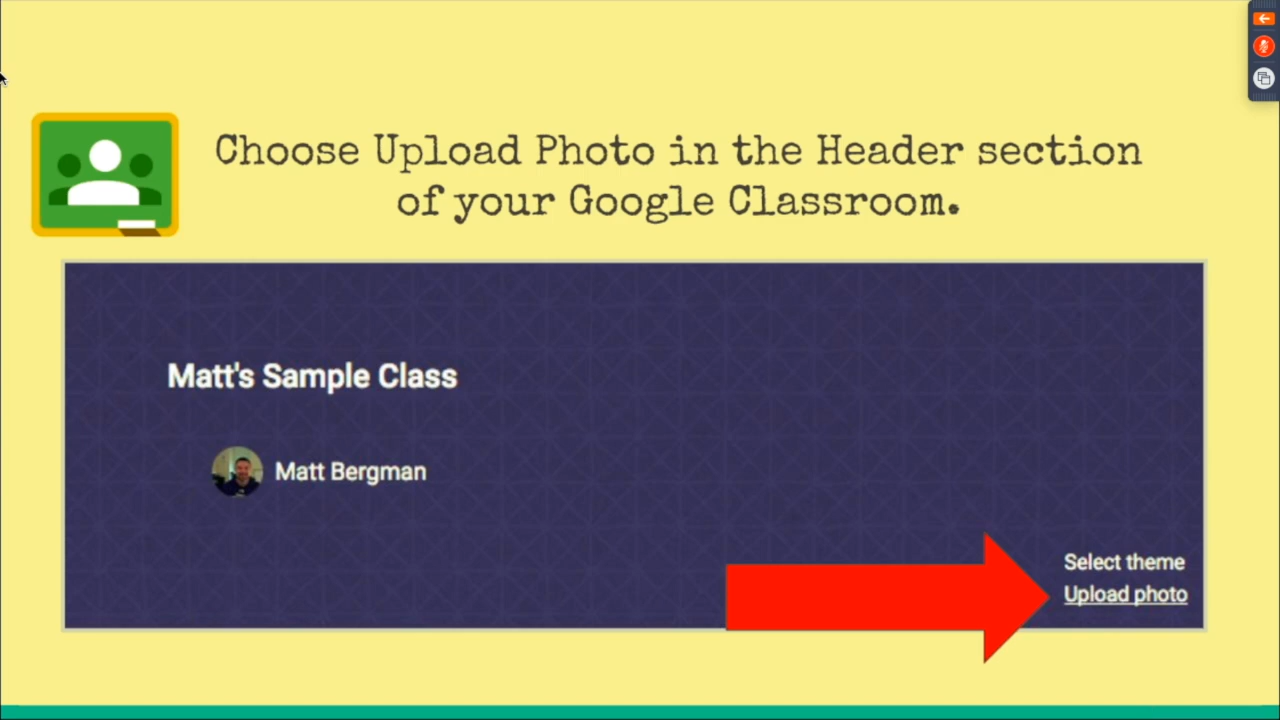 Choose Upload Photo in the Header section
of your Google Classroom.
Matt's Sample Class
Matt Bergman
Select theme
Upload photo